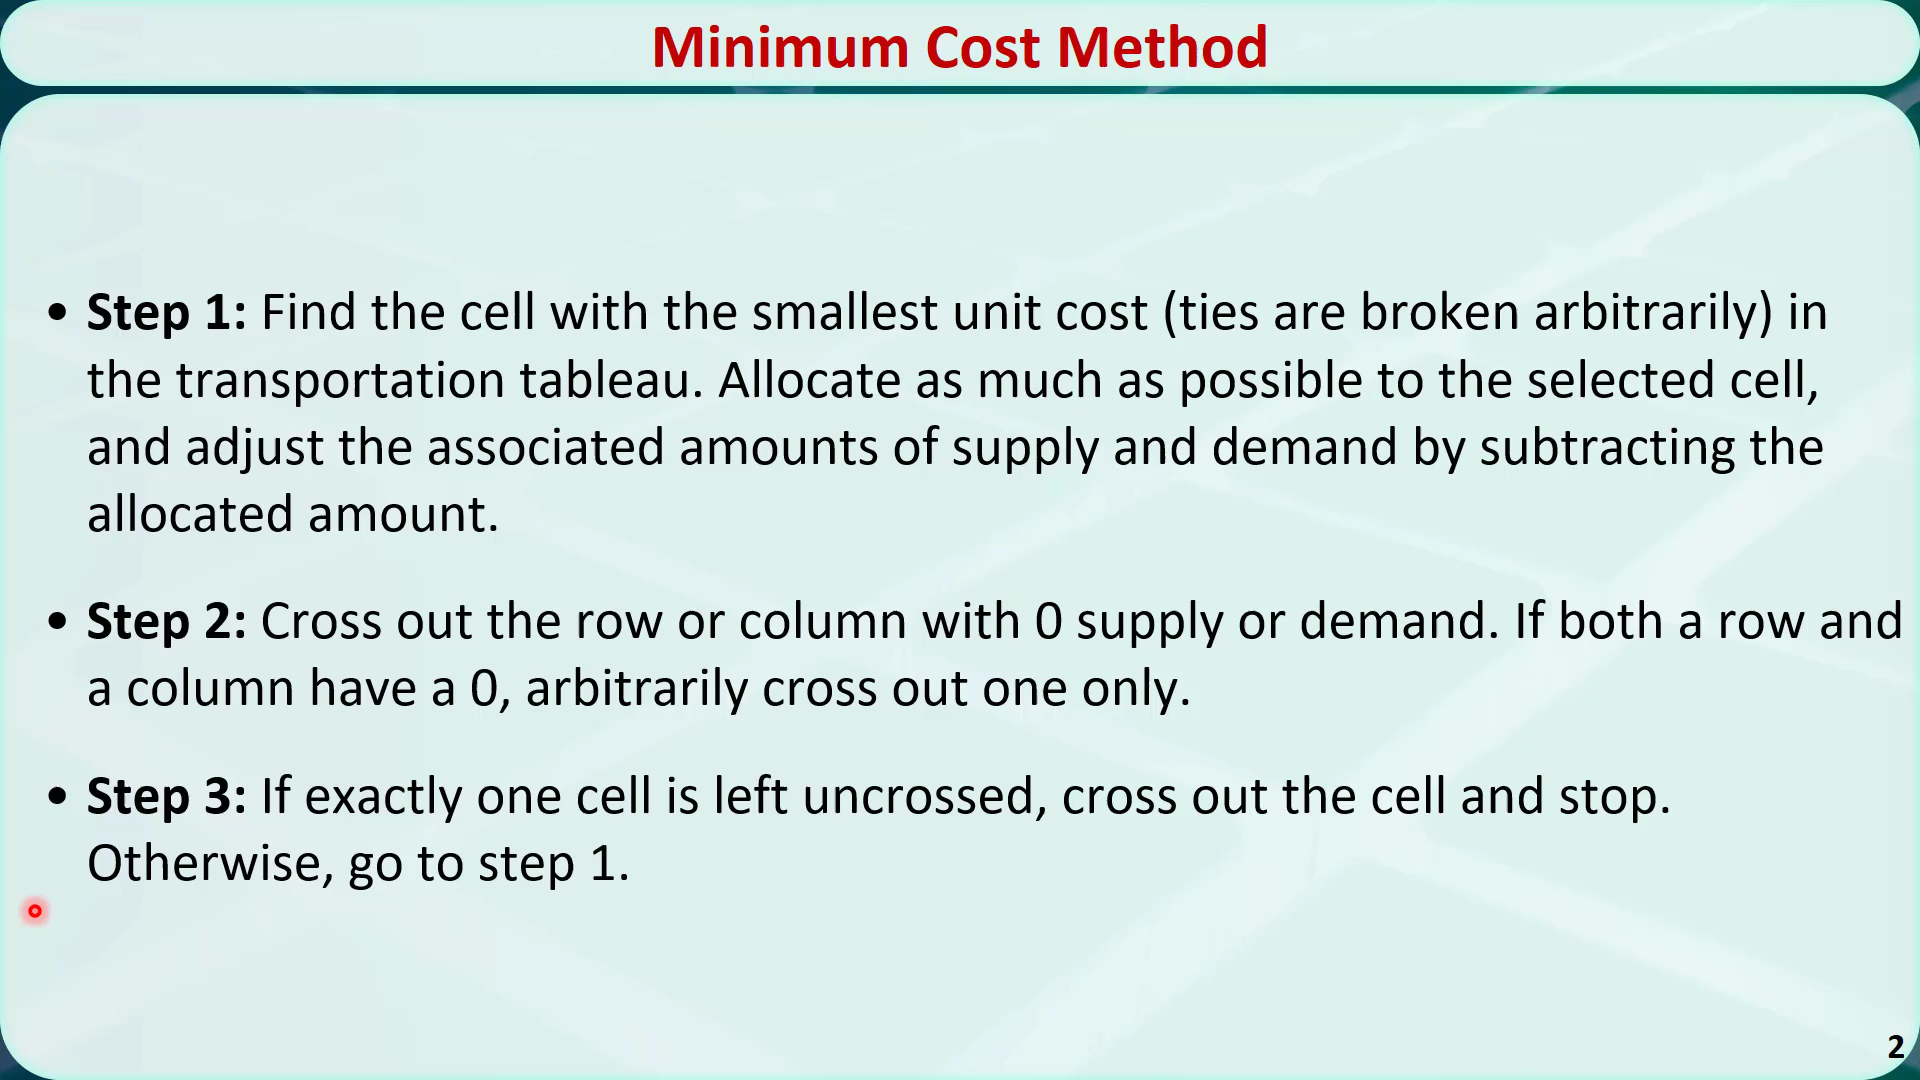 Minimum Cost Method
• Step 1: Find the cell with the smallest unit cost (ties are broken arbitrarily) in
the transportation tableau. Allocate as much as possible to the selected cell,
and adjust the associated amounts of supply and demand by subtracting the
allocated amount.
• Step 2: Cross out the row or column with 0 supply or demand. If both a row and
a column have a 0, arbitrarily cross out one only.
• Step 3: If exactly one cell is left uncrossed, cross out the cell and stop.
Otherwise, go to step 1.
2